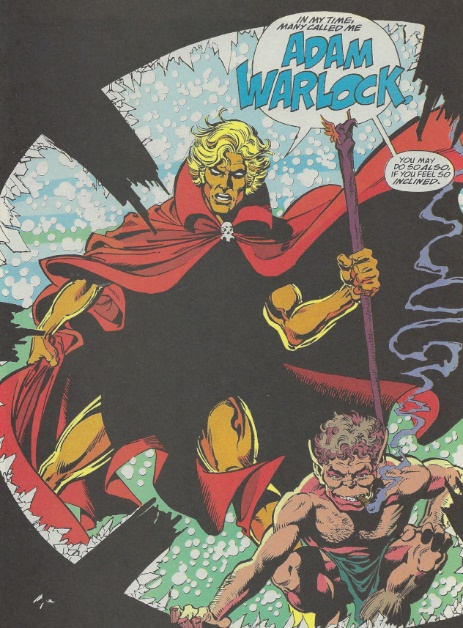 IN MY TIME,
MANY CALLED ME
ADAM
WARLOCK.
YOU MAY
DO SO ALSO,
IF YOU FEEL SO
INCLINED.